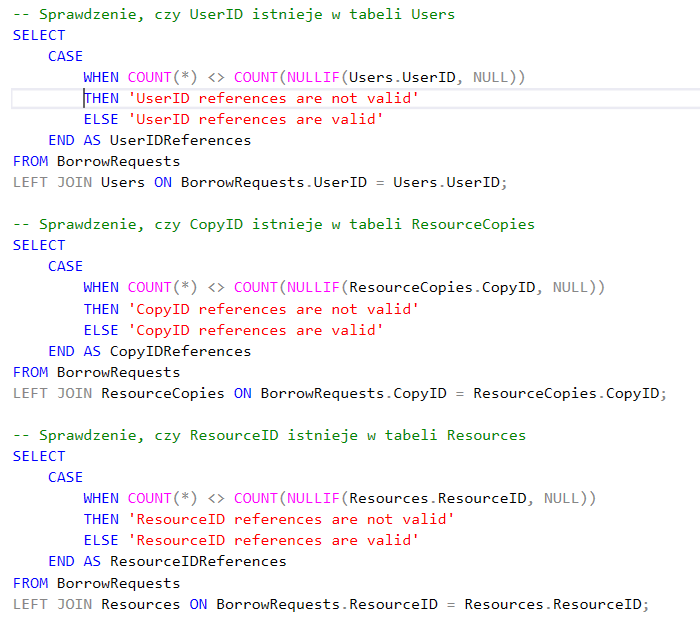 -- Sprawdzenie, czy UserID istnieje w tabeli Users
SELECT
    CASE
        WHEN COUNT(*) <> COUNT(NULLIF(Users.UserID, NULL))
        THEN 'UserID references are not valid'
        ELSE 'UserID references are valid'
    END AS UserIDReferences
FROM BorrowRequests
LEFT JOIN Users ON BorrowRequests.UserID = Users.UserID;

-- Sprawdzenie, czy CopyID istnieje w tabeli ResourceCopies
SELECT
    CASE
        WHEN COUNT(*) <> COUNT(NULLIF(ResourceCopies.CopyID, NULL))
        THEN 'CopyID references are not valid'
        ELSE 'CopyID references are valid'
    END AS CopyIDReferences
FROM BorrowRequests
LEFT JOIN ResourceCopies ON BorrowRequests.CopyID = ResourceCopies.CopyID;

-- Sprawdzenie, czy ResourceID istnieje w tabeli Resources
SELECT
    CASE
        WHEN COUNT(*) <> COUNT(NULLIF(Resources.ResourceID, NULL))
        THEN 'ResourceID references are not valid'
        ELSE 'ResourceID references are valid'
    END AS ResourceIDReferences
FROM BorrowRequests
LEFT JOIN Resources ON BorrowRequests.ResourceID = Resources.ResourceID;